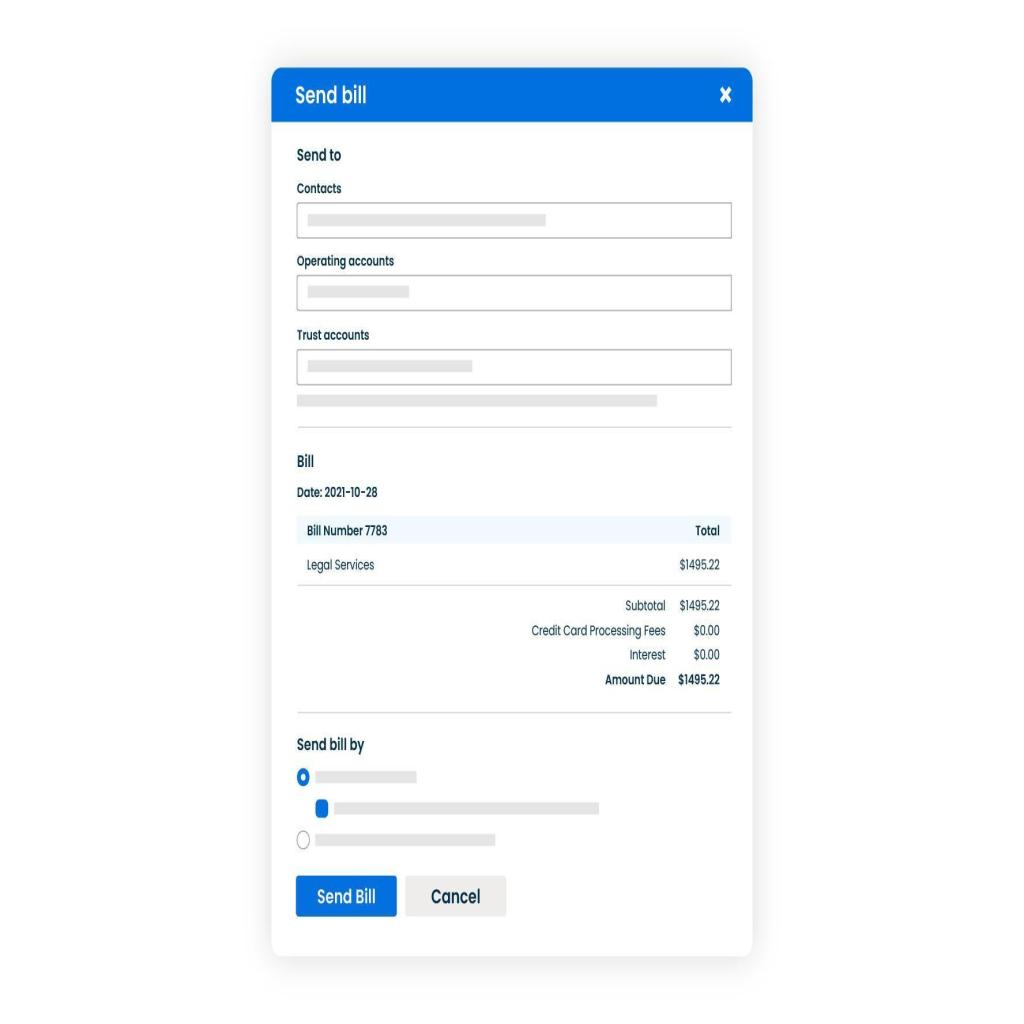 Send bill ×
Send to
Contacts
Operating accounts
Trust accounts
Bill
Date: 2021-10-28
Bill Number 7783 Total
Legal Services $1495.22
Subtotal $1495.22
Credit Card Processing Fees $0.00
Interest $0.00
Amount Due $1495.22
Send bill by
Send Bill Cancel